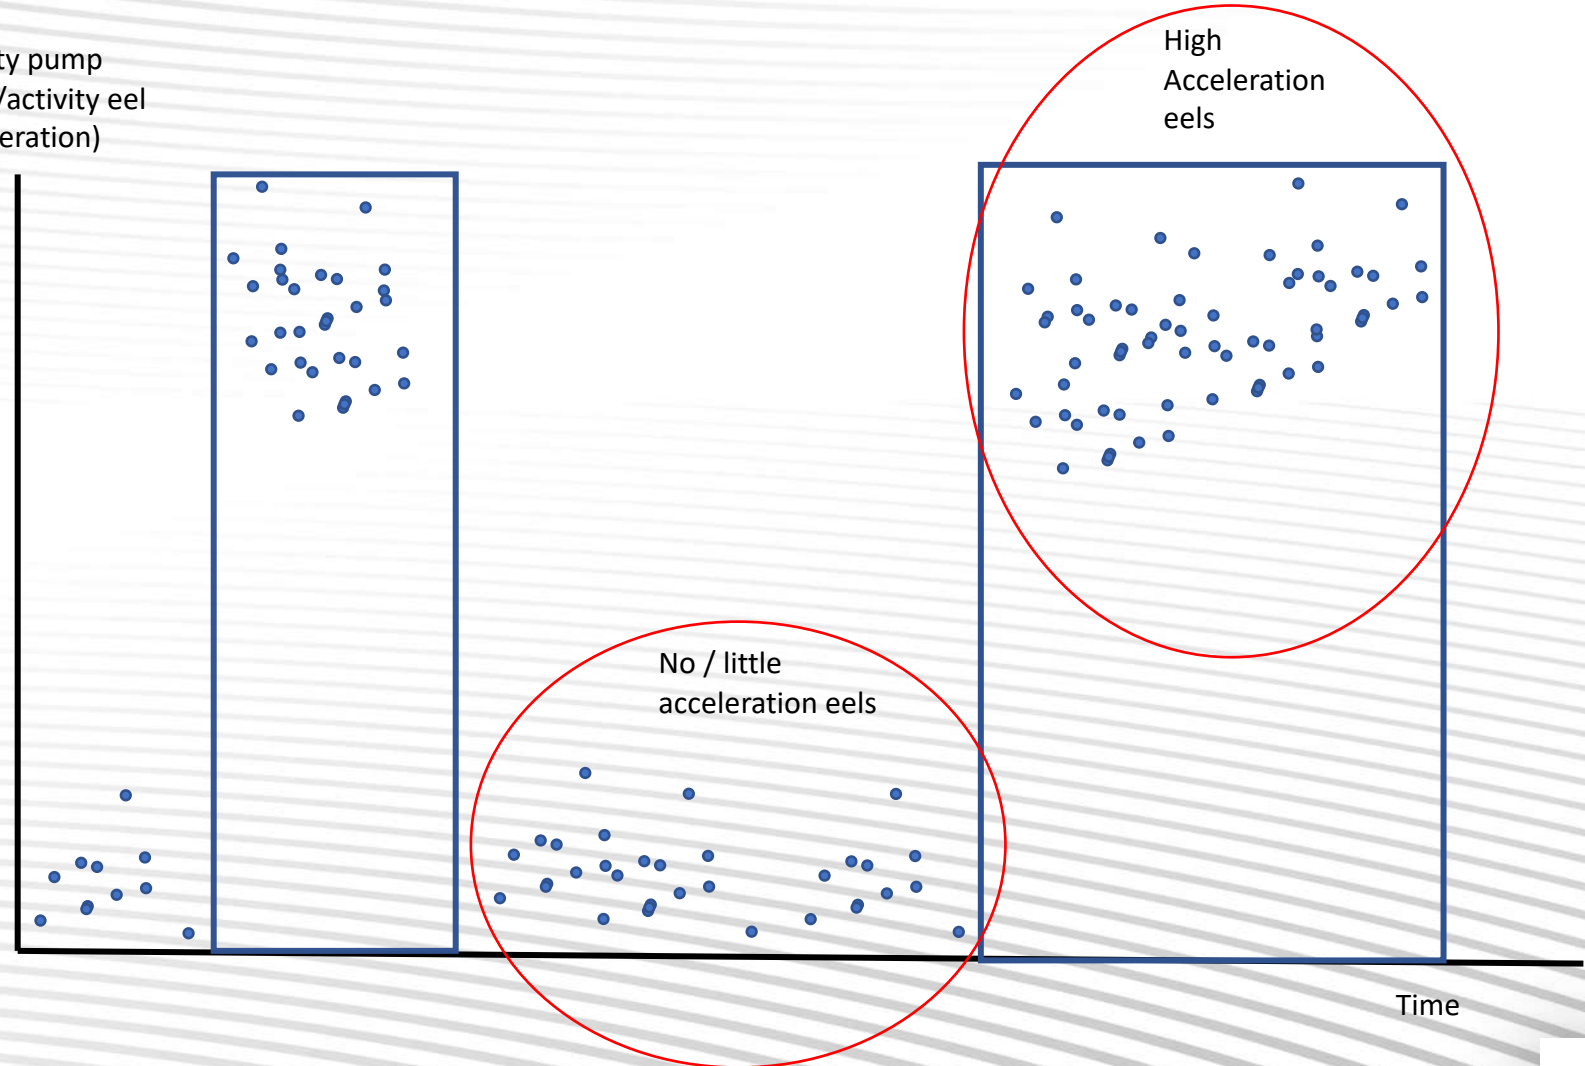 ty pump
/activity eel
eration)
High
Acceleration
eels
No / little
acceleration eels
Time